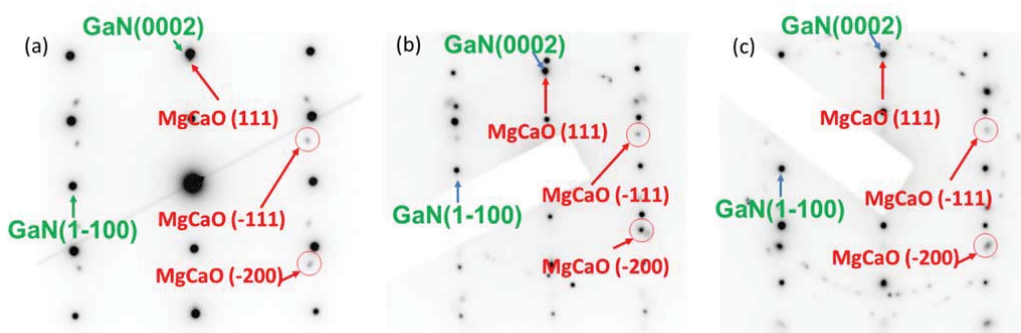 (a)
GaN(0002)
MgCaO (111)
MgCaO (-111)
GaN(1-100)
MgCaO (-200)
(b)
GaN(0002)
MgCaO (111)
MgCaO (-111)
GaN(1-100)
MgCaO (-200)
(c)
GaN(0002)
MgCaO (111)
MgCaO (-111)
GaN(1-100)
MgCaO (-200)